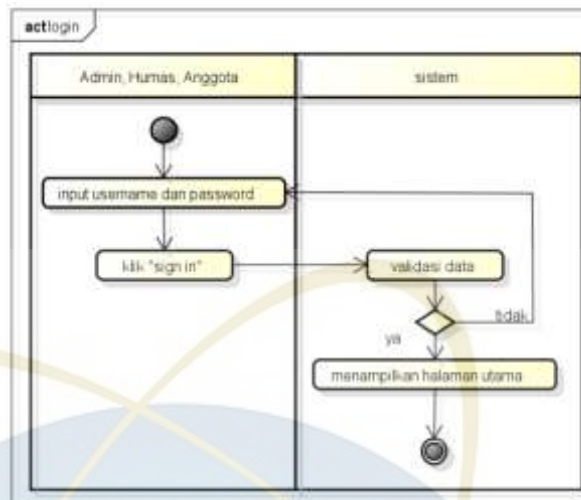 act login
Admin, Humas, Anggota
sistem
input username dan password
klik "sign in"
validasi data
tidak
ya
menampilkan halaman utama